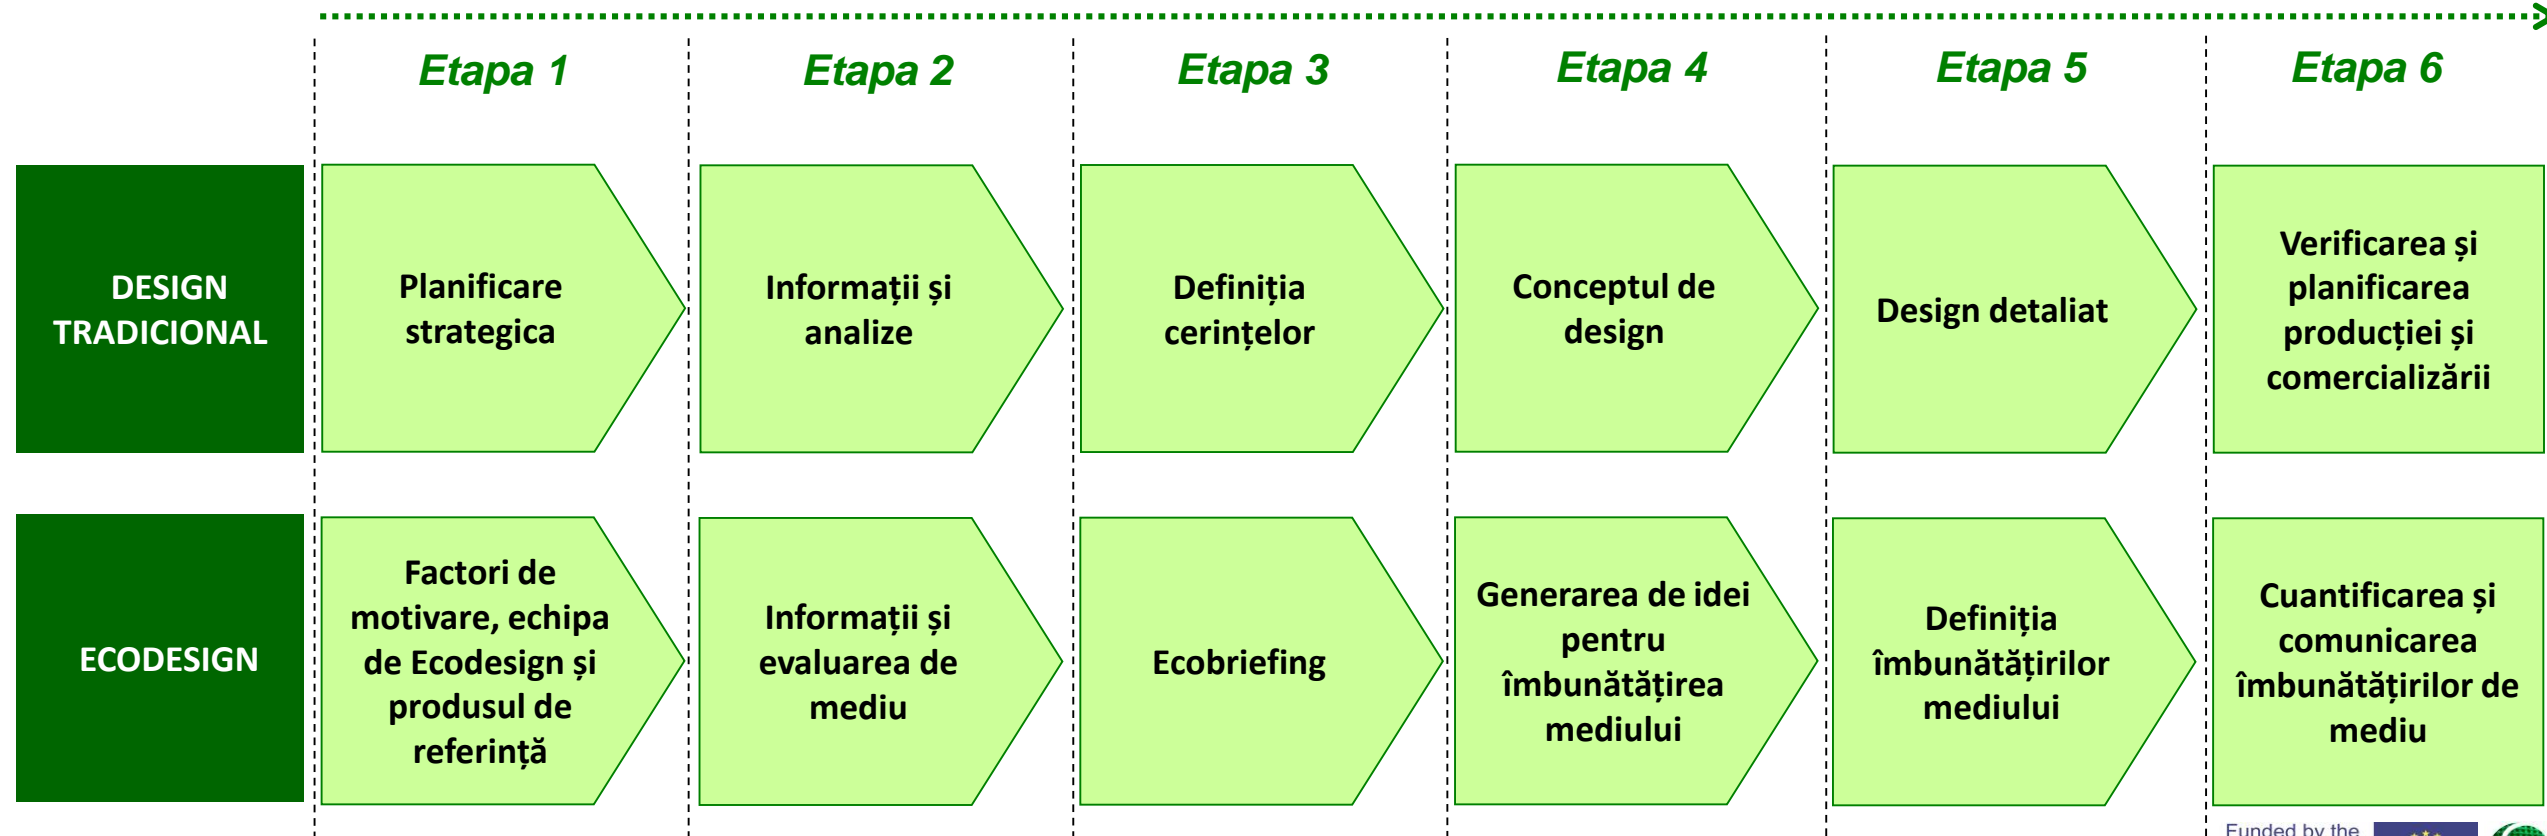 Etapa 1
Etapa 2
Etapa 3
Etapa 4
Etapa 5
Etapa 6
DESIGN
TRADICIONAL
Planificare
strategica
Informații și
analize
Definiția
cerințelor
Conceptul de
design
Design detaliat
Verificarea și
planificarea
producției și
comercializării
ECODESIGN
Factori de
motivare, echipa
de Ecodesign și
produsul de
referință
Informații și
evaluarea de
mediu
Ecobriefing
Generarea de idei
pentru
îmbunătățirea
mediului
Definiția
îmbunătățirilor
mediului
Cuantificarea și
comunicarea
îmbunătățirilor de
mediu
Funded by the